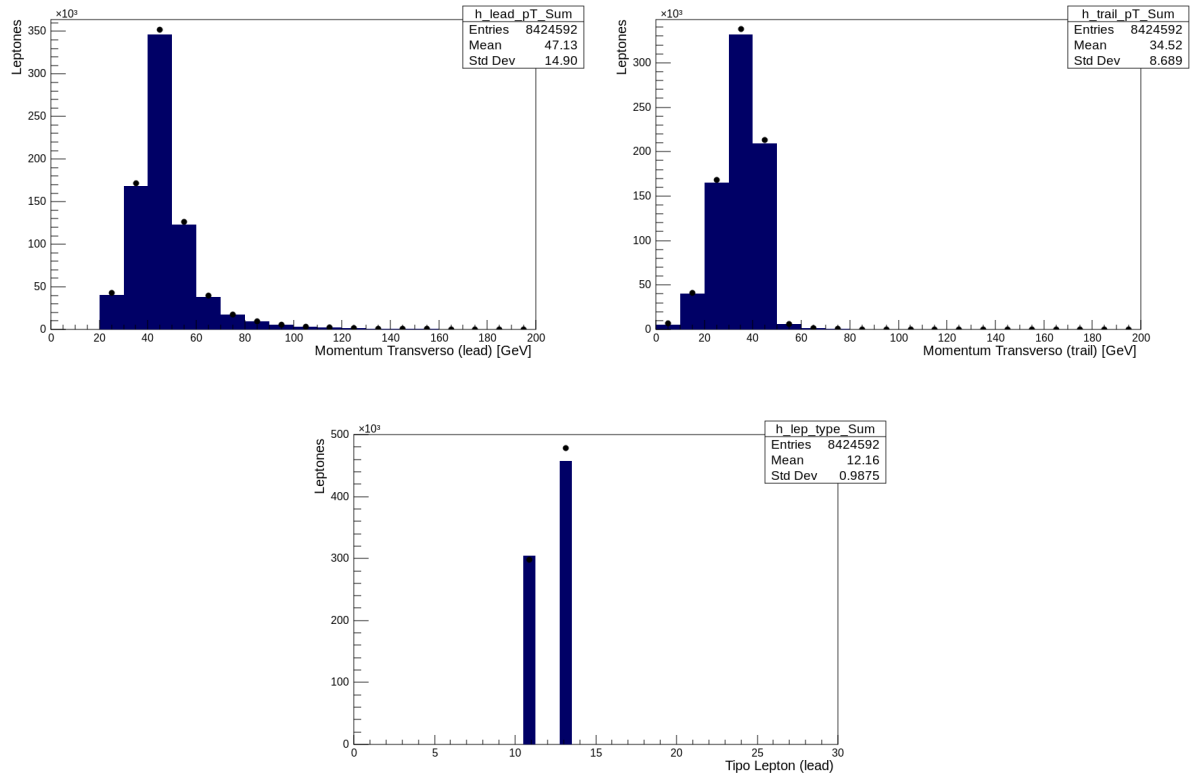 ×10³
h_lead_pT_Sum
Entries 8424592
Mean 47.13
Std Dev 14.90
Leptones
350
300
250
200
150
100
50
0
0 20 40 60 80 100 120 140 160 180 200
Momentum Transverso (lead) [GeV]
×10³
h_trail_pT_Sum
Entries 8424592
Mean 34.52
Std Dev 8.689
Leptones
300
250
200
150
100
50
0
0 20 40 60 80 100 120 140 160 180 200
Momentum Transverso (trail) [GeV]
×10³
h_lep_type_Sum
Entries 8424592
Mean 12.16
Std Dev 0.9875
Leptones
500
400
300
200
100
0
0 5 10 15 20 25 30
Tipo Lepton (lead)